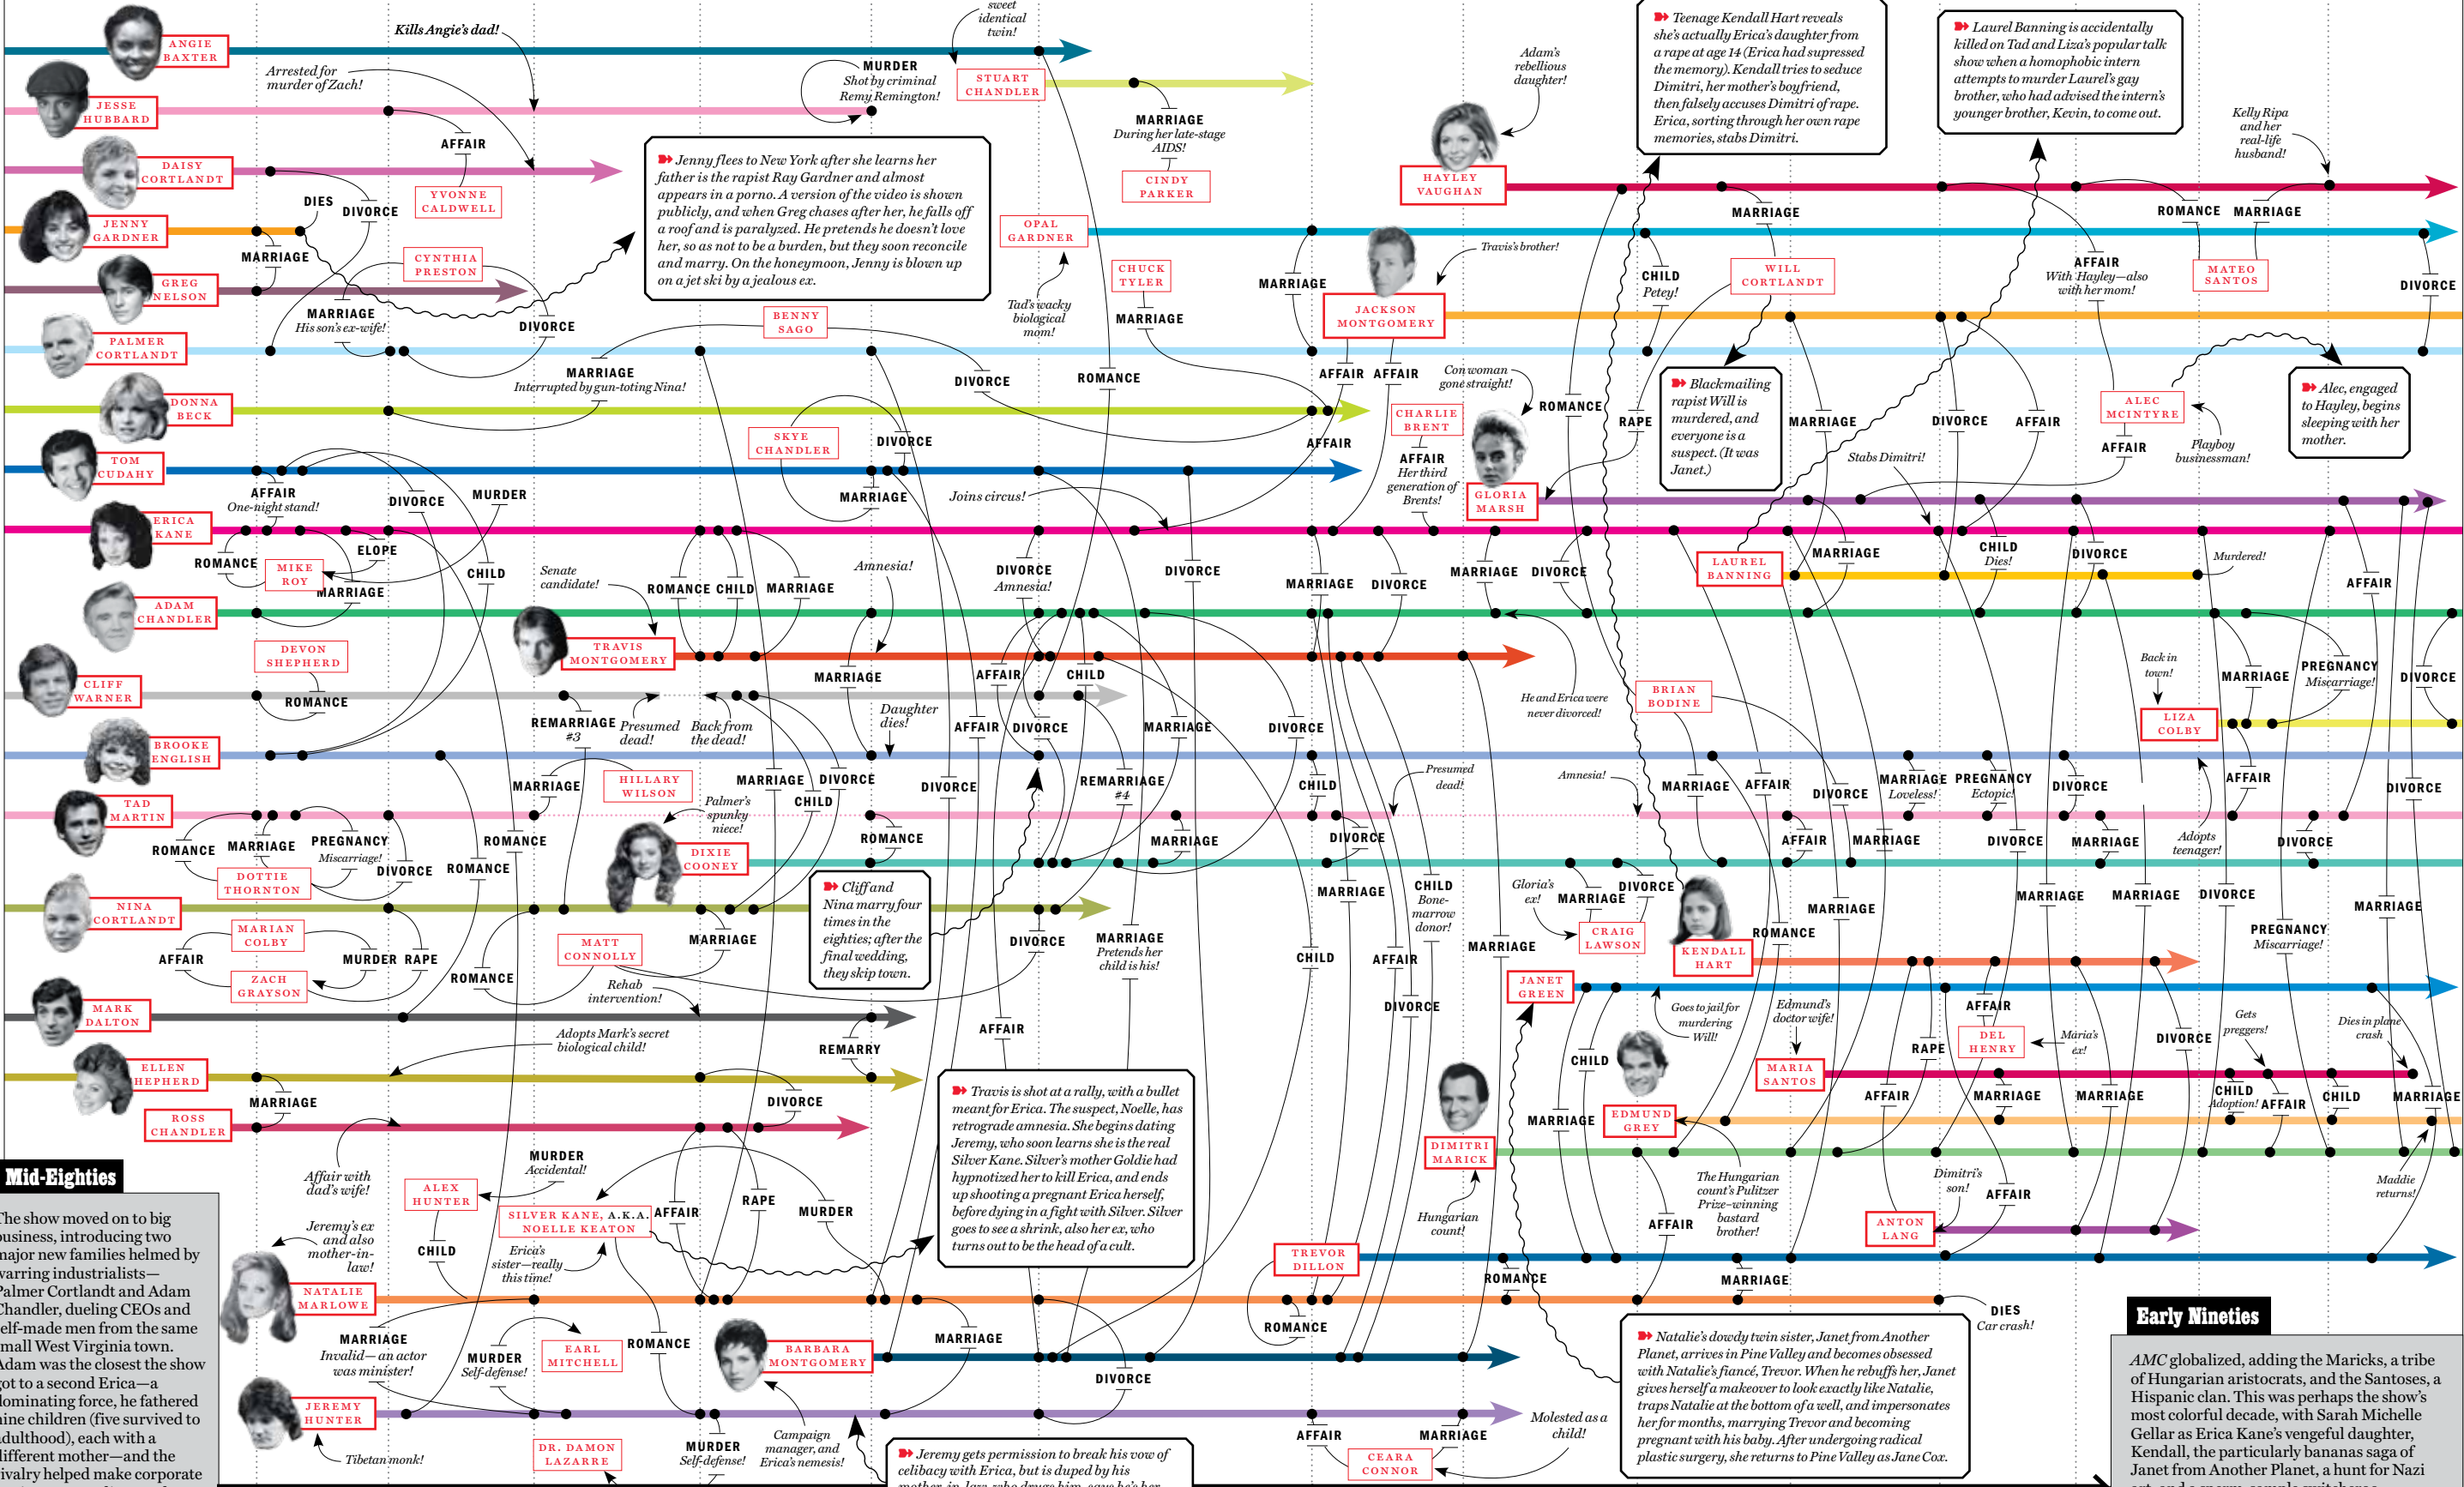 sweet
identical
twin!
Kills Angie's dad!
ANGIE
BAXTER
Arrested for
murder of Zach!
MURDER
Shot by criminal
Remy Remington!
STUART
CHANDLER
JESSE
HUBBARD
AFFAIR
MARRIAGE
During her late-stage
AIDS!
CINDY
PARKER
Adam's
rebellious
daughter!
HAYLEY
VAUGHAN
Teenage Kendall Hart reveals
she's actually Erica's daughter from
a rape at age 14 (Erica had supressed
the memory). Kendall tries to seduce
Dimitri, her mother's boyfriend,
then falsely accuses Dimitri of rape.
Erica, sorting through her own rape
memories, stabs Dimitri.
Laurel Banning is accidentally
killed on Tad and Liza's popular talk
show when a homophobic intern
attempts to murder Laurel's gay
brother, who had advised the intern's
younger brother, Kevin, to come out.
Kelly Ripa
and her
real-life
husband!
DAISY
CORTLANDT
YVONNE
CALDWELL
DIES
DIVORCE
Jenny flees to New York after she learns her
father is the rapist Ray Gardner and almost
appears in a porno. A version of the video is shown
publicly, and when Greg chases after her, he falls off
a roof and is paralyzed. He pretends he doesn't love
her, so as not to be a burden, but they soon reconcile
and marry. On the honeymoon, Jenny is blown up
on a jet ski by a jealous ex.
JENNY
GARDNER
MARRIAGE
OPAL
GARDNER
MARRIAGE
ROMANCE
MARRIAGE
CYNTHIA
PRESTON
GREG
NELSON
CHUCK
TYLER
MARRIAGE
Travis's brother!
CHILD
Petey!
WILL
CORTLANDT
AFFAIR
With Hayley—also
with her mom!
MATEO
SANTOS
DIVORCE
MARRIAGE
His son's ex-wife!
DIVORCE
BENNY
SAGO
Tad's wacky
biological
mom!
MARRIAGE
JACKSON
MONTGOMERY
PALMER
CORTLANDT
MARRIAGE
Interrupted by gun-toting Nina!
DIVORCE
ROMANCE
AFFAIR
AFFAIR
Con woman
gone straight!
Blackmailing
rapist Will is
murdered, and
everyone is a
suspect. (It was
Janet.)
Alec, engaged
to Hayley, begins
sleeping with her
mother.
DONNA
BECK
SKYE
CHANDLER
DIVORCE
CHARLIE
BRENT
ROMANCE
RAPE
MARRIAGE
DIVORCE
AFFAIR
ALEC
MCINTYRE
AFFAIR
Playboy
businessman!
AFFAIR
AFFAIR
Her third
generation of
Brents!
TOM
CUDAHY
AFFAIR
One-night stand!
DIVORCE
MURDER
MARRIAGE
Joins circus!
Stabs Dimitri!
GLORIA
MARSH
ERICA
KANE
ROMANCE
ELOPE
MIKE
ROY
MARRIAGE
CHILD
Senate
candidate!
ROMANCE
CHILD
MARRIAGE
Amnesia!
DIVORCE
Amnesia!
DIVORCE
MARRIAGE
DIVORCE
MARRIAGE
DIVORCE
LAUREL
BANNING
MARRIAGE
CHILD
Dies!
DIVORCE
Murdered!
AFFAIR
ADAM
CHANDLER
DEVON
SHEPHERD
TRAVIS
MONTGOMERY
MARRIAGE
AFFAIR
CHILD
He and Erica were
never divorced!
BRIAN
BODINE
Back in
town!
MARRIAGE
PREGNANCY
Miscarriage!
DIVORCE
CLIFF
WARNER
ROMANCE
REMARRIAGE
#3
Presumed
dead!
Back from
the dead!
Daughter
dies!
AFFAIR
DIVORCE
MARRIAGE
DIVORCE
LIZA
COLBY
BROOKE
ENGLISH
MARRIAGE
HILLARY
WILSON
MARRIAGE
CHILD
DIVORCE
DIVORCE
REMARRIAGE
#4
CHILD
Presumed
dead!
Amnesia!
MARRIAGE
AFFAIR
DIVORCE
MARRIAGE
Loveless!
PREGNANCY
Ectopic!
DIVORCE
AFFAIR
DIVORCE
TAD
MARTIN
ROMANCE
MARRIAGE
PREGNANCY
Miscarriage!
DIVORCE
DOTTIE
THORNTON
ROMANCE
ROMANCE
Palmer's
spunky
niece!
DIXIE
COONEY
ROMANCE
MARRIAGE
DIVORCE
AFFAIR
MARRIAGE
DIVORCE
MARRIAGE
Adopts
teenager!
DIVORCE
NINA
CORTLANDT
Cliff and
Nina marry four
times in the
eighties; after the
final wedding,
they skip town.
MARRIAGE
CHILD
Bone-
marrow
donor!
Gloria's
ex!
MARRIAGE
DIVORCE
CRAIG
LAWSON
MARRIAGE
MARRIAGE
MARRIAGE
DIVORCE
MARRIAGE
MARIAN
COLBY
AFFAIR
MURDER
RAPE
ZACH
GRAYSON
ROMANCE
MATT
CONNOLLY
MARRIAGE
DIVORCE
MARRIAGE
Pretends her
child is his!
CHILD
AFFAIR
DIVORCE
MARRIAGE
KENDALL
HART
ROMANCE
PREGNANCY
Miscarriage!
Rehab
intervention!
JANET
GREEN
Goes to jail for
murdering
Will!
Edmund's
doctor wife!
AFFAIR
DEL
HENRY
Maria's
ex!
DIVORCE
Gets
preggers!
Dies in plane
crash
MARK
DALTON
Adopts Mark's secret
biological child!
REMARRY
AFFAIR
CHILD
RAPE
MARIA
SANTOS
ELLEN
HEPHERD
MARRIAGE
DIVORCE
Travis is shot at a rally, with a bullet
meant for Erica. The suspect, Noelle, has
retrograde amnesia. She begins dating
Jeremy, who soon learns she is the real
Silver Kane. Silver's mother Goldie had
hypnotized her to kill Erica, and ends
up shooting a pregnant Erica herself,
before dying in a fight with Silver. Silver
goes to see a shrink, also her ex, who
turns out to be the head of a cult.
MARRIAGE
EDMUND
GREY
AFFAIR
MARRIAGE
MARRIAGE
CHILD
Adoption!
AFFAIR
CHILD
MARRIAGE
ROSS
CHANDLER
DIMITRI
MARICK
Mid-Eighties
Affair with
dad's wife!
MURDER
Accidental!
ALEX
HUNTER
AFFAIR
RAPE
MURDER
SILVER KANE, A.K.A.
NOELLE KEATON
Hungarian
count!
AFFAIR
The Hungarian
count's Pulitzer
Prize–winning
bastard
brother!
Dimitri's
son!
AFFAIR
ANTON
LANG
Maddie
returns!
The show moved on to big
business, introducing two
major new families helmed by
warring industrialists—
Palmer Cortlandt and Adam
Chandler, dueling CEOs and
self-made men from the same
small West Virginia town.
Adam was the closest the show
got to a second Erica—a
dominating force, he fathered
nine children (five survived to
adulthood), each with a
different mother—and the
rivalry helped make corporate
Jeremy's ex
and also
mother-in-
law!
CHILD
Erica's
sister—really
this time!
TREVOR
DILLON
ROMANCE
MARRIAGE
NATALIE
MARLOWE
DIES
Car crash!
MARRIAGE
Invalid—an actor
was minister!
MURDER
Self-defense!
EARL
MITCHELL
ROMANCE
BARBARA
MONTGOMERY
MARRIAGE
DIVORCE
ROMANCE
Natalie's dowdy twin sister, Janet from Another
Planet, arrives in Pine Valley and becomes obsessed
with Natalie's fiancé, Trevor. When he rebuffs her, Janet
gives herself a makeover to look exactly like Natalie,
traps Natalie at the bottom of a well, and impersonates
her for months, marrying Trevor and becoming
pregnant with his baby. After undergoing radical
plastic surgery, she returns to Pine Valley as Jane Cox.
Early Nineties
AMC globalized, adding the Maricks, a tribe
of Hungarian aristocrats, and the Santoses, a
Hispanic clan. This was perhaps the show's
most colorful decade, with Sarah Michelle
Gellar as Erica Kane's vengeful daughter,
Kendall, the particularly bananas saga of
Janet from Another Planet, a hunt for Nazi
JEREMY
HUNTER
Tibetan monk!
DR. DAMON
LAZARRE
MURDER
Self-defense!
Campaign
manager, and
Erica's nemesis!
Jeremy gets permission to break his vow of
celibacy with Erica, but is duped by his
AFFAIR
MARRIAGE
CEARA
CONNOR
Molested as a
child!